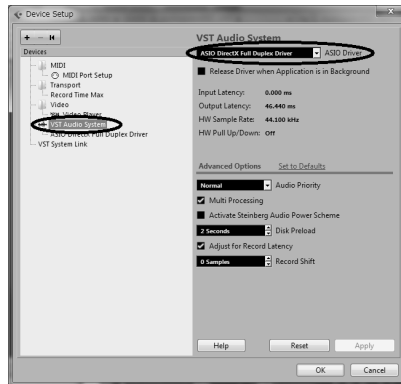 Device Setup
Devices
MIDI
MIDI Port Setup
Transport
Record Time Max
Video
Video Player
VST Audio System
ASIO DirectX Full Duplex Driver
VST System Link
VST Audio System
ASIO DirectX Full Duplex Driver ASIO Driver
Release Driver when Application is in Background
Input Latency: 0.000 ms
Output Latency: 46.440 ms
HW Sample Rate: 44.100 kHz
HW Pull Up/Down: Off
Advanced Options Set to Defaults
Normal Audio Priority
Multi Processing
Activate Steinberg Audio Power Scheme
2 Seconds Disk Preload
Adjust for Record Latency
0 Samples Record Shift
Help Reset Apply
OK Cancel